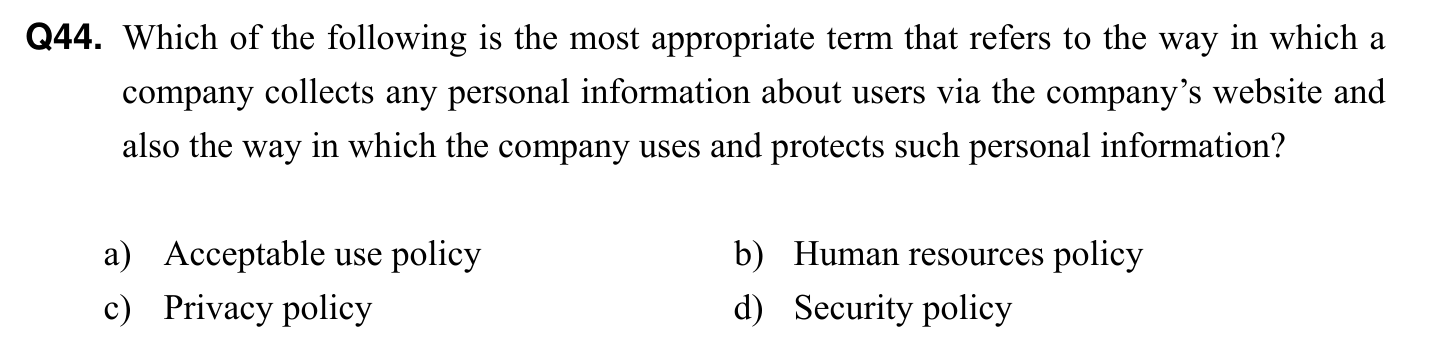 Q44. Which of the following is the most appropriate term that refers to the way in which a
company collects any personal information about users via the company’s website and
also the way in which the company uses and protects such personal information?
a) Acceptable use policy b) Human resources policy
c) Privacy policy d) Security policy